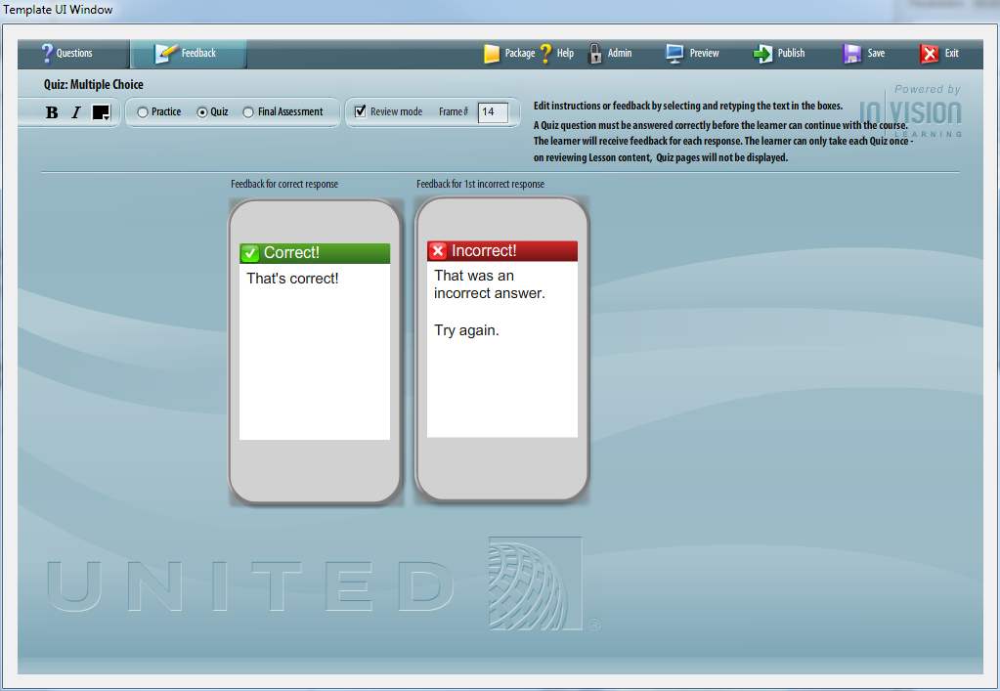 Template UI Window
Questions
Feedback
Package
Help
Admin
Preview
Publish
Save
Exit
Quiz: Multiple Choice
Powered by
B I
Practice
Quiz
Final Assessment
Review mode
Frame#
14
Edit instructions or feedback by selecting and retyping the text in the boxes.
InVISION
LEARNING
A Quiz question must be answered correctly before the learner can continue with the course.
The learner will receive feedback for each response. The learner can only take each Quiz once -
on reviewing Lesson content, Quiz pages will not be displayed.
Feedback for correct response
Feedback for 1st incorrect response
Correct!
That's correct!
Incorrect!
That was an
incorrect answer.
Try again.
UNITED
®